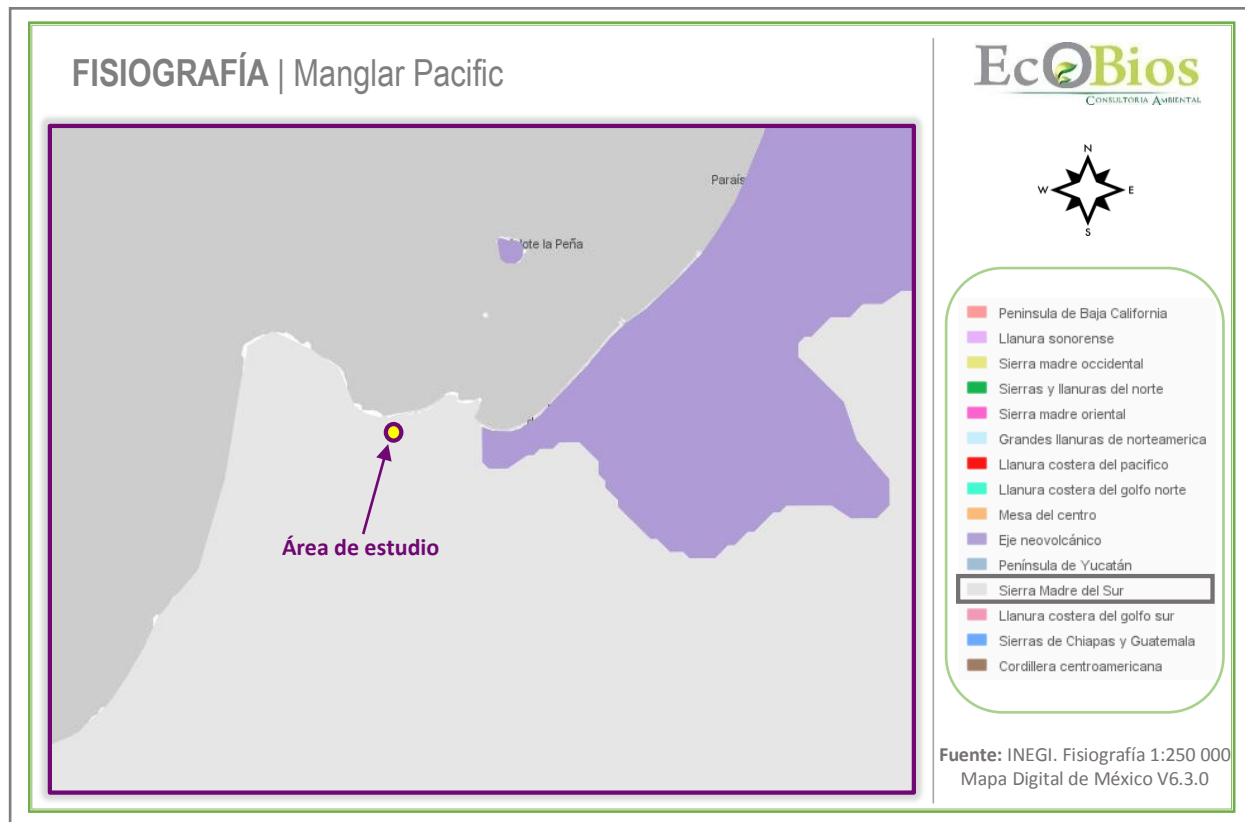 FISIOGRAFÍA | Manglar Pacific
EcOBios
CONSULTORÍA AMBIENTAL
N
W
E
S
Paraís
lote la Peña
Área de estudio
Peninsula de Baja California
Llanura sonorense
Sierra madre occidental
Sierras y llanuras del norte
Sierra madre oriental
Grandes llanuras de norteamerica
Llanura costera del pacifico
Llanura costera del golfo norte
Mesa del centro
Eje neovolcánico
Península de Yucatán
Sierra Madre del Sur
Llanura costera del golfo sur
Sierras de Chiapas y Guatemala
Cordillera centroamericana
Fuente: INEGI. Fisiografía 1:250 000
Mapa Digital de México V6.3.0